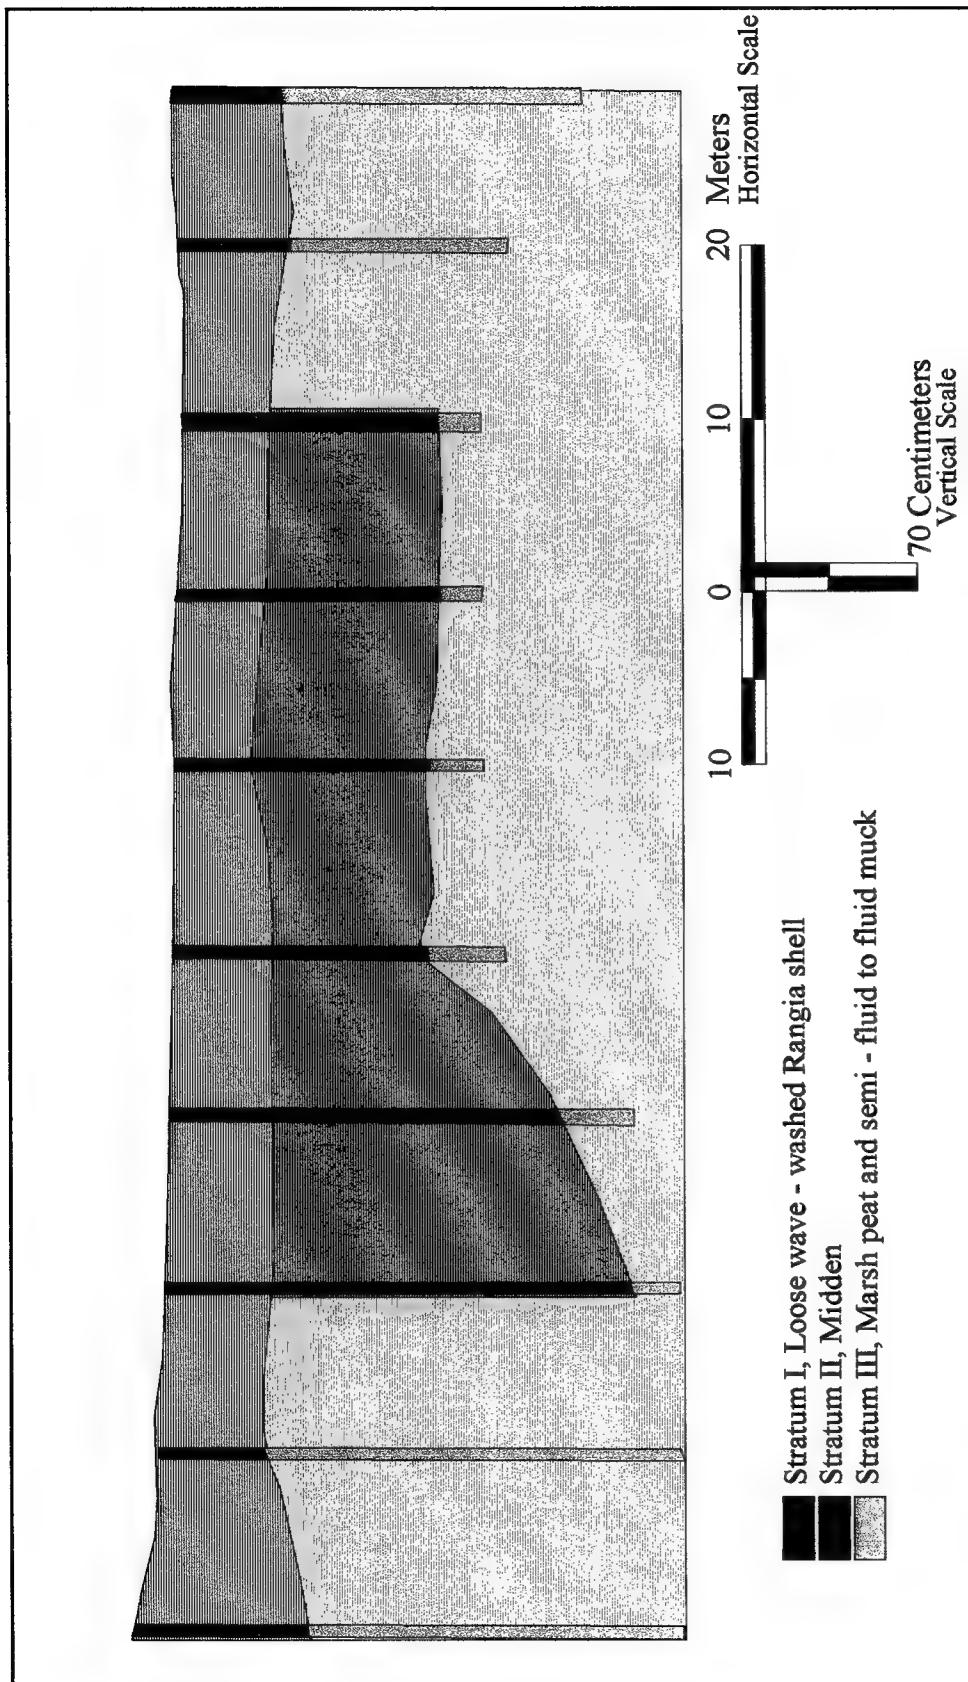 10 0 10 20 Meters
Horizontal Scale
70 Centimeters
Vertical Scale
Stratum I, Loose wave - washed Rangia shell
Stratum II, Midden
Stratum III, Marsh peat and semi - fluid to fluid muck